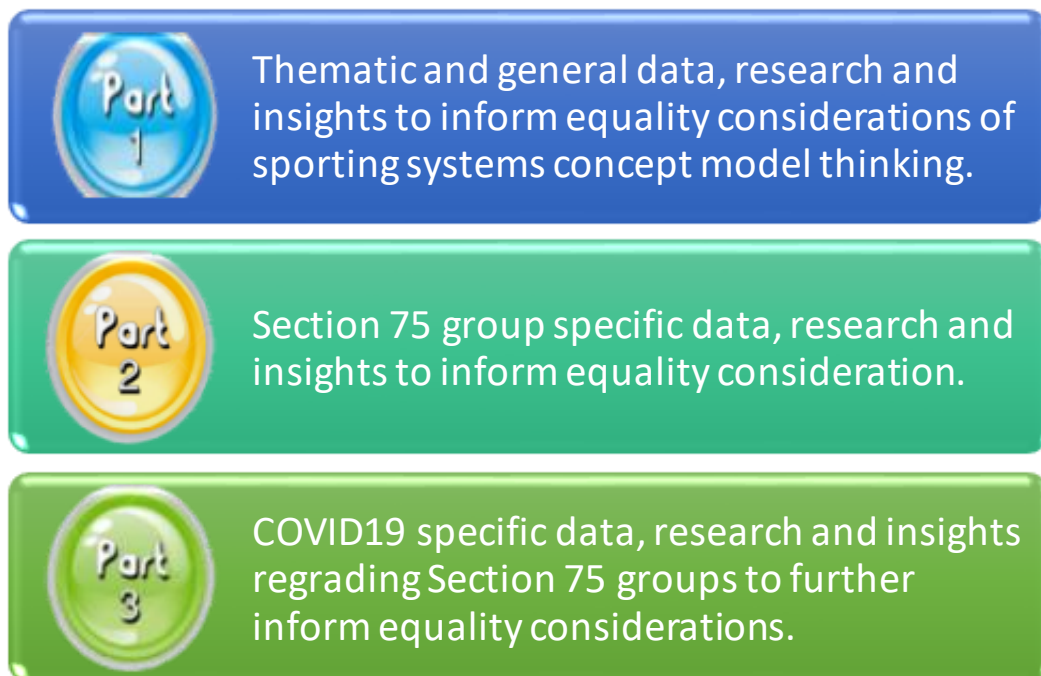 Part
1
Thematic and general data, research and
insights to inform equality considerations of
sporting systems concept model thinking.
Part
2
Section 75 group specific data, research and
insights to inform equality consideration.
Part
3
COVID19 specific data, research and insights
regrading Section 75 groups to further
inform equality considerations.